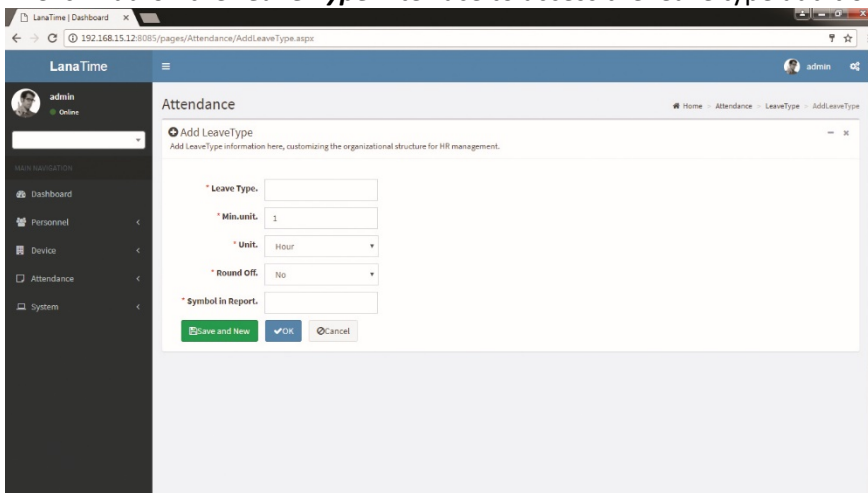 LanaTime | Dashboard
192.168.15.12:8085/pages/Attendance/AddLeaveType.aspx
LanaTime
admin
admin
Online
Attendance
Home > Attendance > LeaveType > AddLeaveType
Add LeaveType
Add LeaveType information here, customizing the organizational structure for HR management.
MAIN NAVIGATION
Dashboard
Personnel
Device
Attendance
System
* Leave Type.
* Min.unit. 1
* Unit. Hour
* Round Off. No
* Symbol in Report.
Save and New OK Cancel